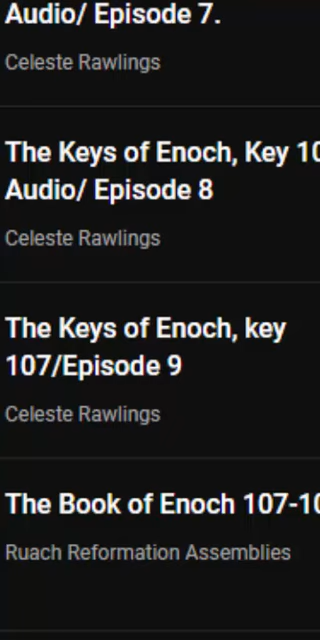 Audio/ Episode 7.
Celeste Rawlings
The Keys of Enoch, Key 10
Audio/ Episode 8
Celeste Rawlings
The Keys of Enoch, key
107/Episode 9
Celeste Rawlings
The Book of Enoch 107-10
Ruach Reformation Assemblies